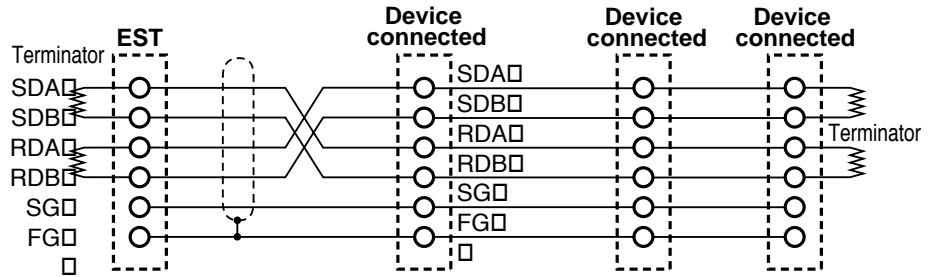 EST
Device
connected
Device
connected
Device
connected
Terminator
SDA□
SDB□
RDA□
RDB□
SG□
FG□
□
SDA□
SDB□
RDA□
RDB□
SG□
FG□
□
Terminator